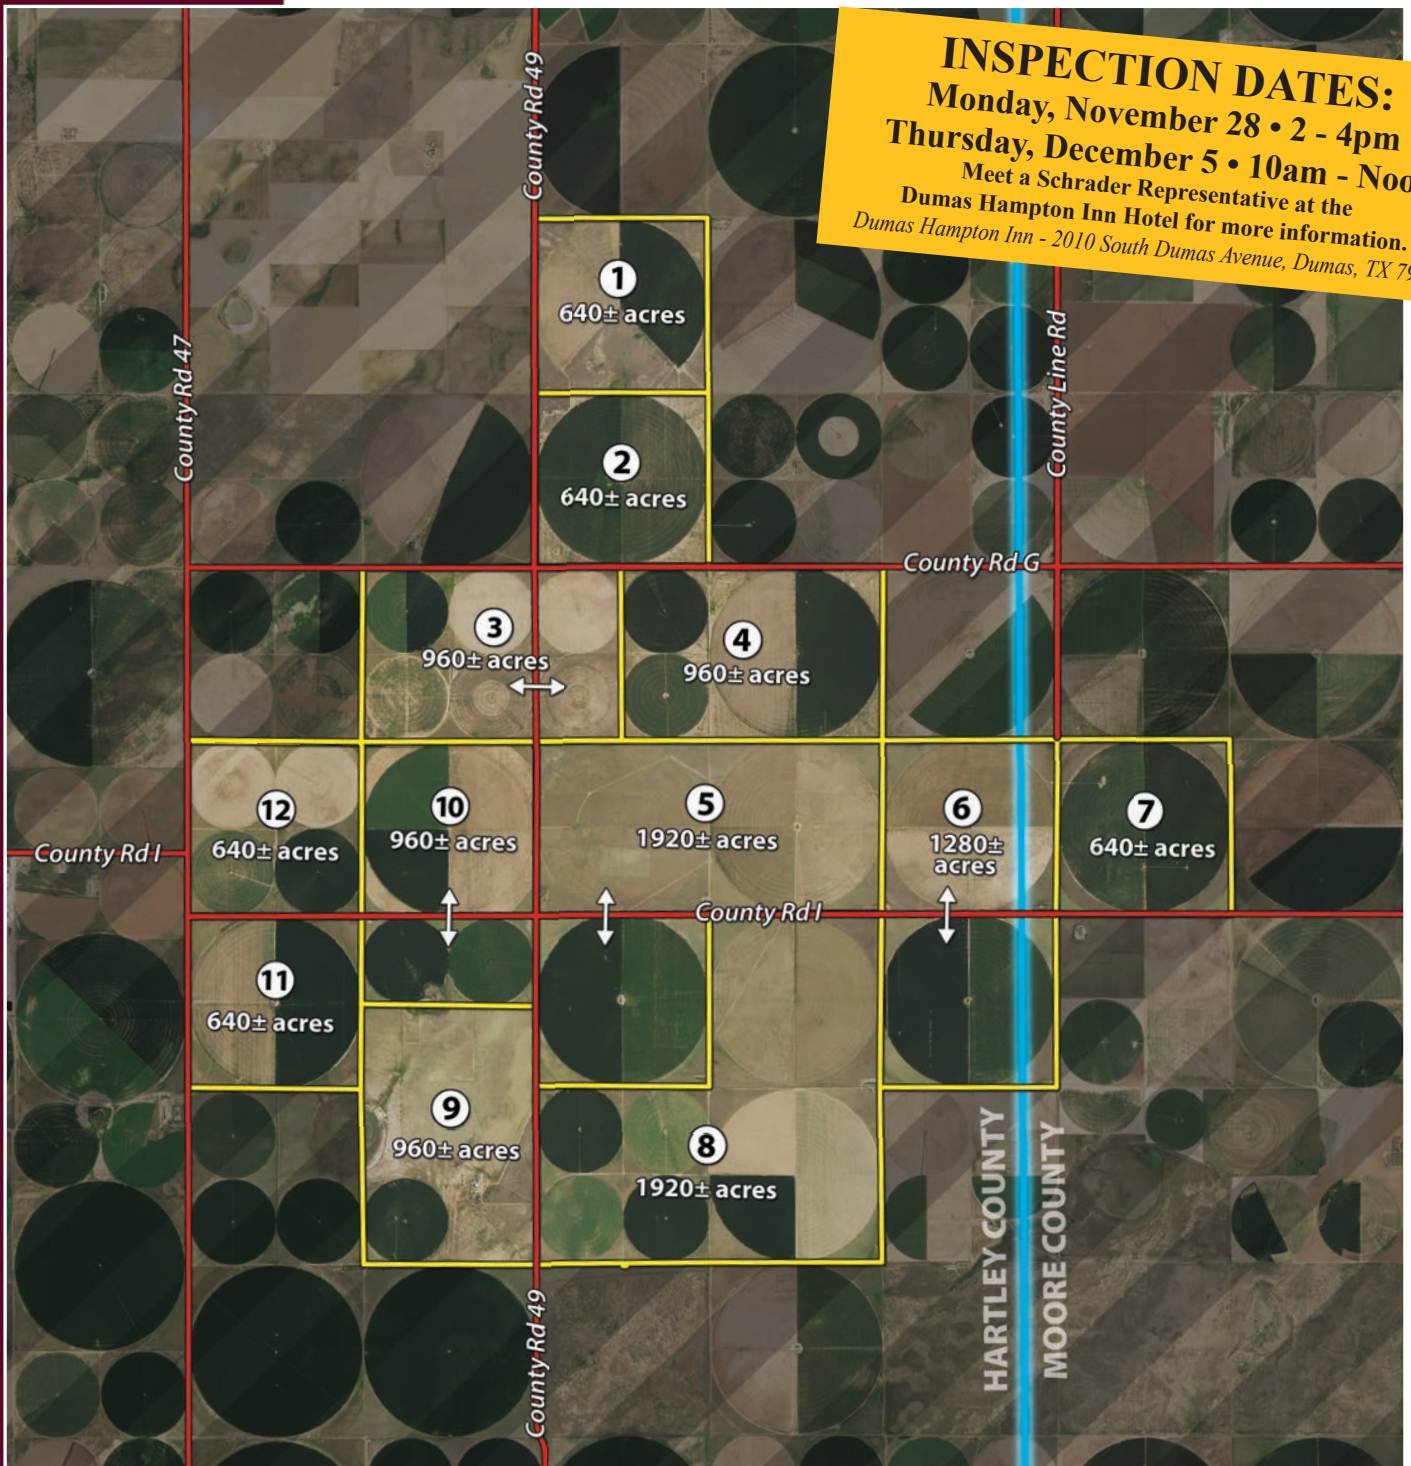 INSPECTION DATES:
Monday, November 28 • 2 - 4pm
Thursday, December 5 • 10am -
Meet a Schrader Representative at the
Dumas Hampton Inn Hotel for more information.
Dumas Hampton Inn - 2010 South Dumas Avenue, Dumas, TX
County Rd 49
County Rd 47
County Line Rd
1
640± acres
2
640± acres
County Rd G
3
960± acres
4
960± acres
12
640± acres
10
960± acres
5
1920± acres
6
1280±
acres
7
640± acres
County Rd I
County Rd I
11
640± acres
9
960± acres
8
1920± acres
HARTLEY COUNTY
MOORE COUNTY
County Rd 49